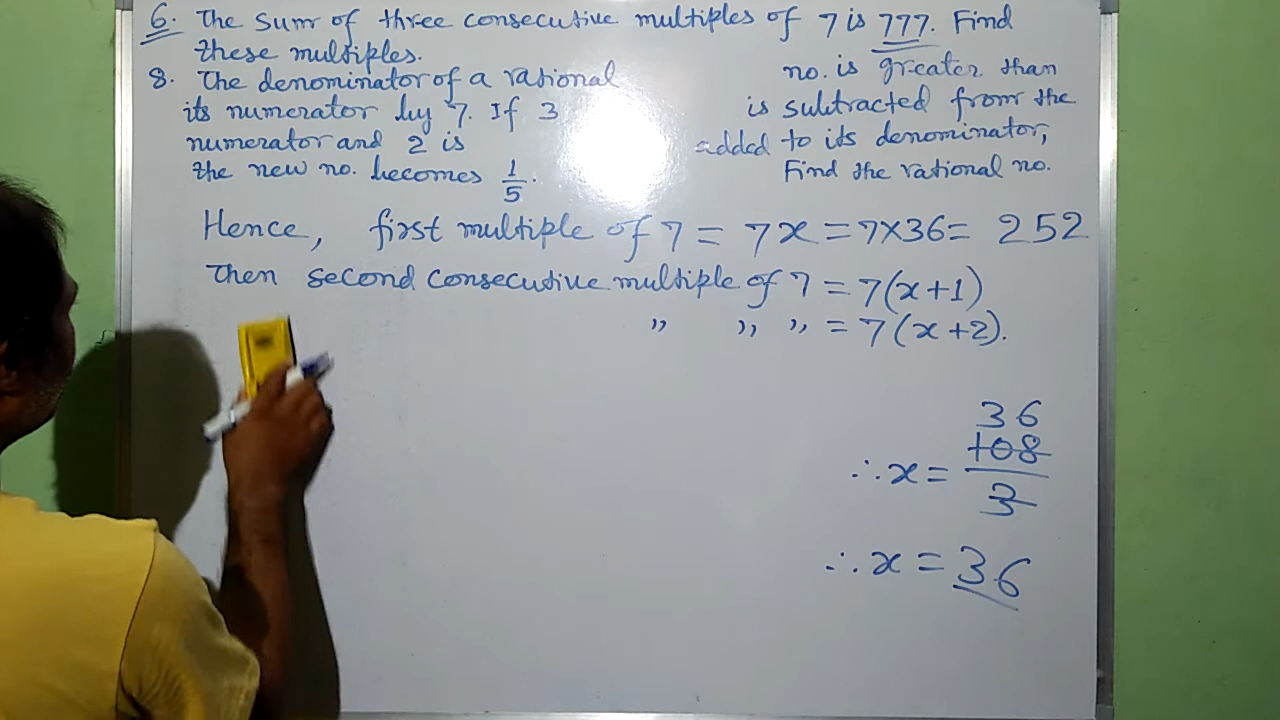 6. The Sum of three consecutive multiples of 7 is 777. Find
these multiples.
8. The denominator of a rational no. is greater than
its numerator by 7. If 3 is subtracted from the
numerator and 2 is added to its denominator,
the new no. becomes 1/5. Find the rational no.
Hence, first multiple of 7 = 7x = 7×36 = 252
Then second consecutive multiple of 7 = 7(x+1)
" " " = 7(x+2).
36
108
∴ x =
3
∴ x = 36